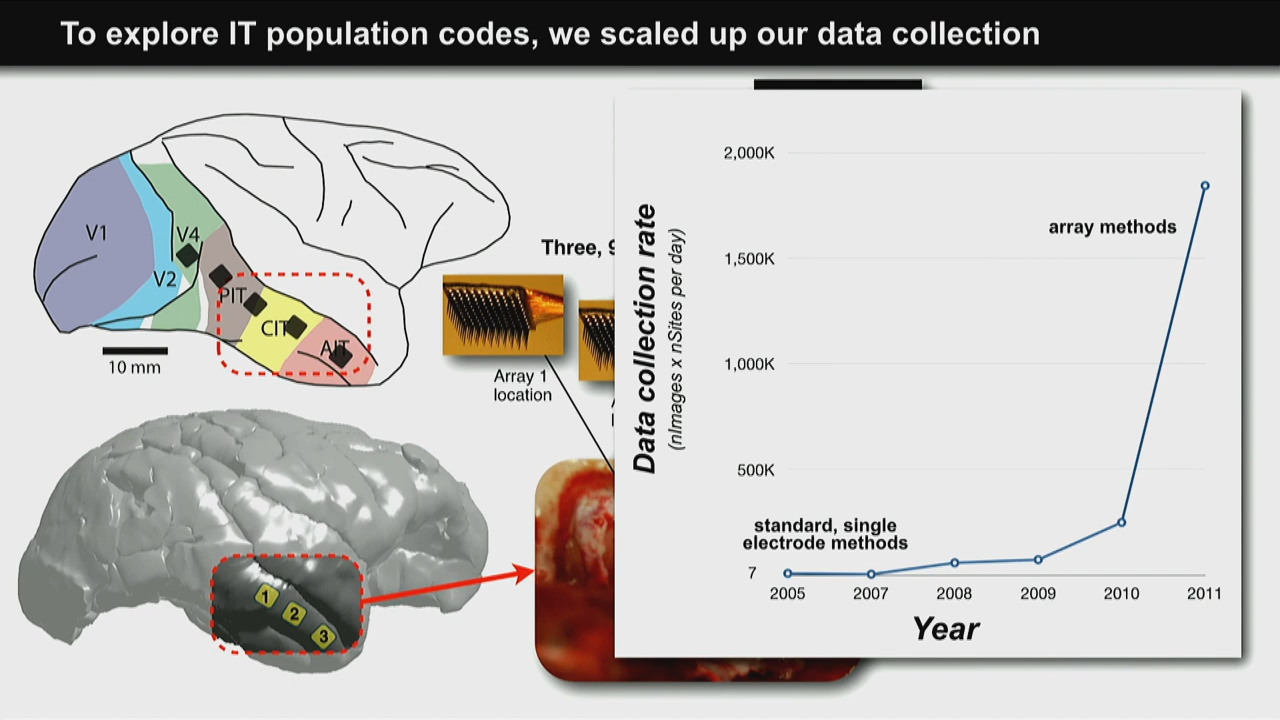 To explore IT population codes, we scaled up our data collection
V1
V2
V4
PIT
CIT
AIT
10 mm
Three,
Array 1
location
1
2
3
Data collection rate
(nImages x nSites per day)
2,000K
1,500K
1,000K
500K
7
array methods
standard, single
electrode methods
2005 2007 2008 2009 2010 2011
Year